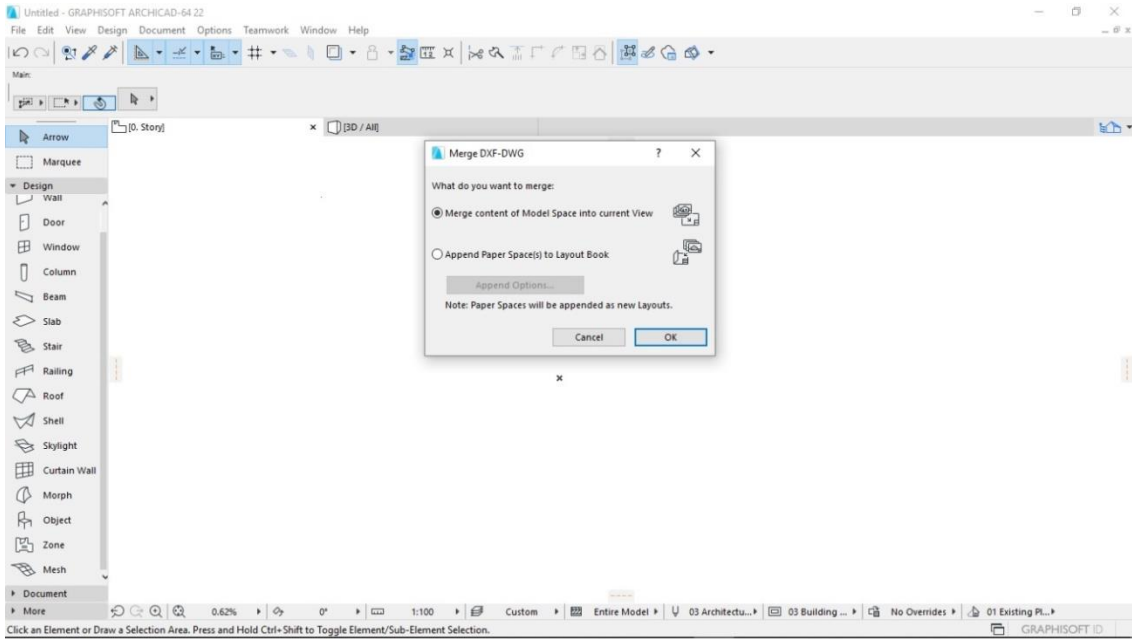 Untitled - GRAPHISOFT ARCHICAD-64 22
File Edit View Design Document Options Teamwork Window Help
Main:
Arrow
[0. Story]
[3D / All]
Marquee
Design
Wall
Door
Window
Column
Beam
Slab
Stair
Railing
Roof
Shell
Skylight
Curtain Wall
Morph
Object
Zone
Mesh
Document
More
Merge DXF-DWG ? ×
What do you want to merge:
Merge content of Model Space into current View
Append Paper Space(s) to Layout Book
Append Options...
Note: Paper Spaces will be appended as new Layouts.
Cancel OK
0.62% 0° 1:100 Custom Entire Model 03 Architectu... 03 Building ... No Overrides 01 Existing Pl...
Click an Element or Draw a Selection Area. Press and Hold Ctrl+Shift to Toggle Element/Sub-Element Selection.
GRAPHISOFT ID